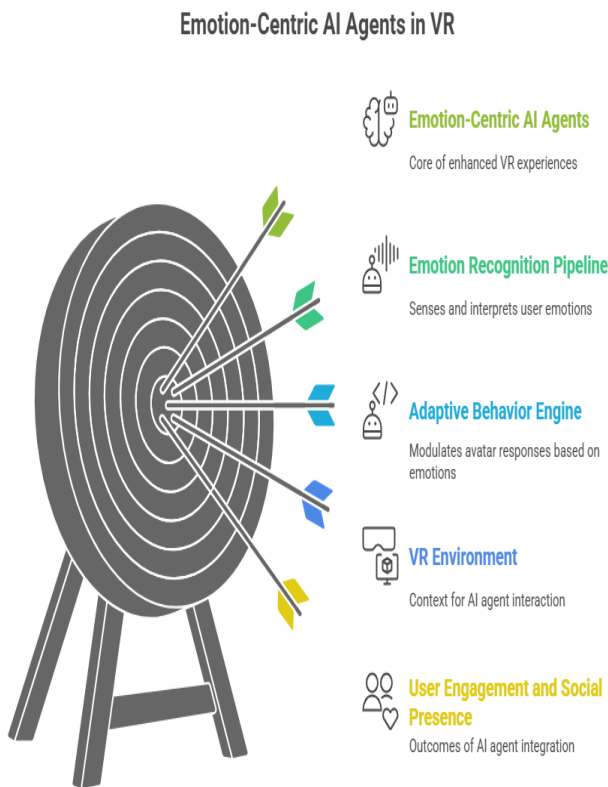 Emotion-Centric AI Agents in VR
Emotion-Centric AI Agents
Core of enhanced VR experiences
Emotion Recognition Pipeline
Senses and interprets user emotions
Adaptive Behavior Engine
Modulates avatar responses based on
emotions
VR Environment
Context for AI agent interaction
User Engagement and Social
Presence
Outcomes of AI agent integration